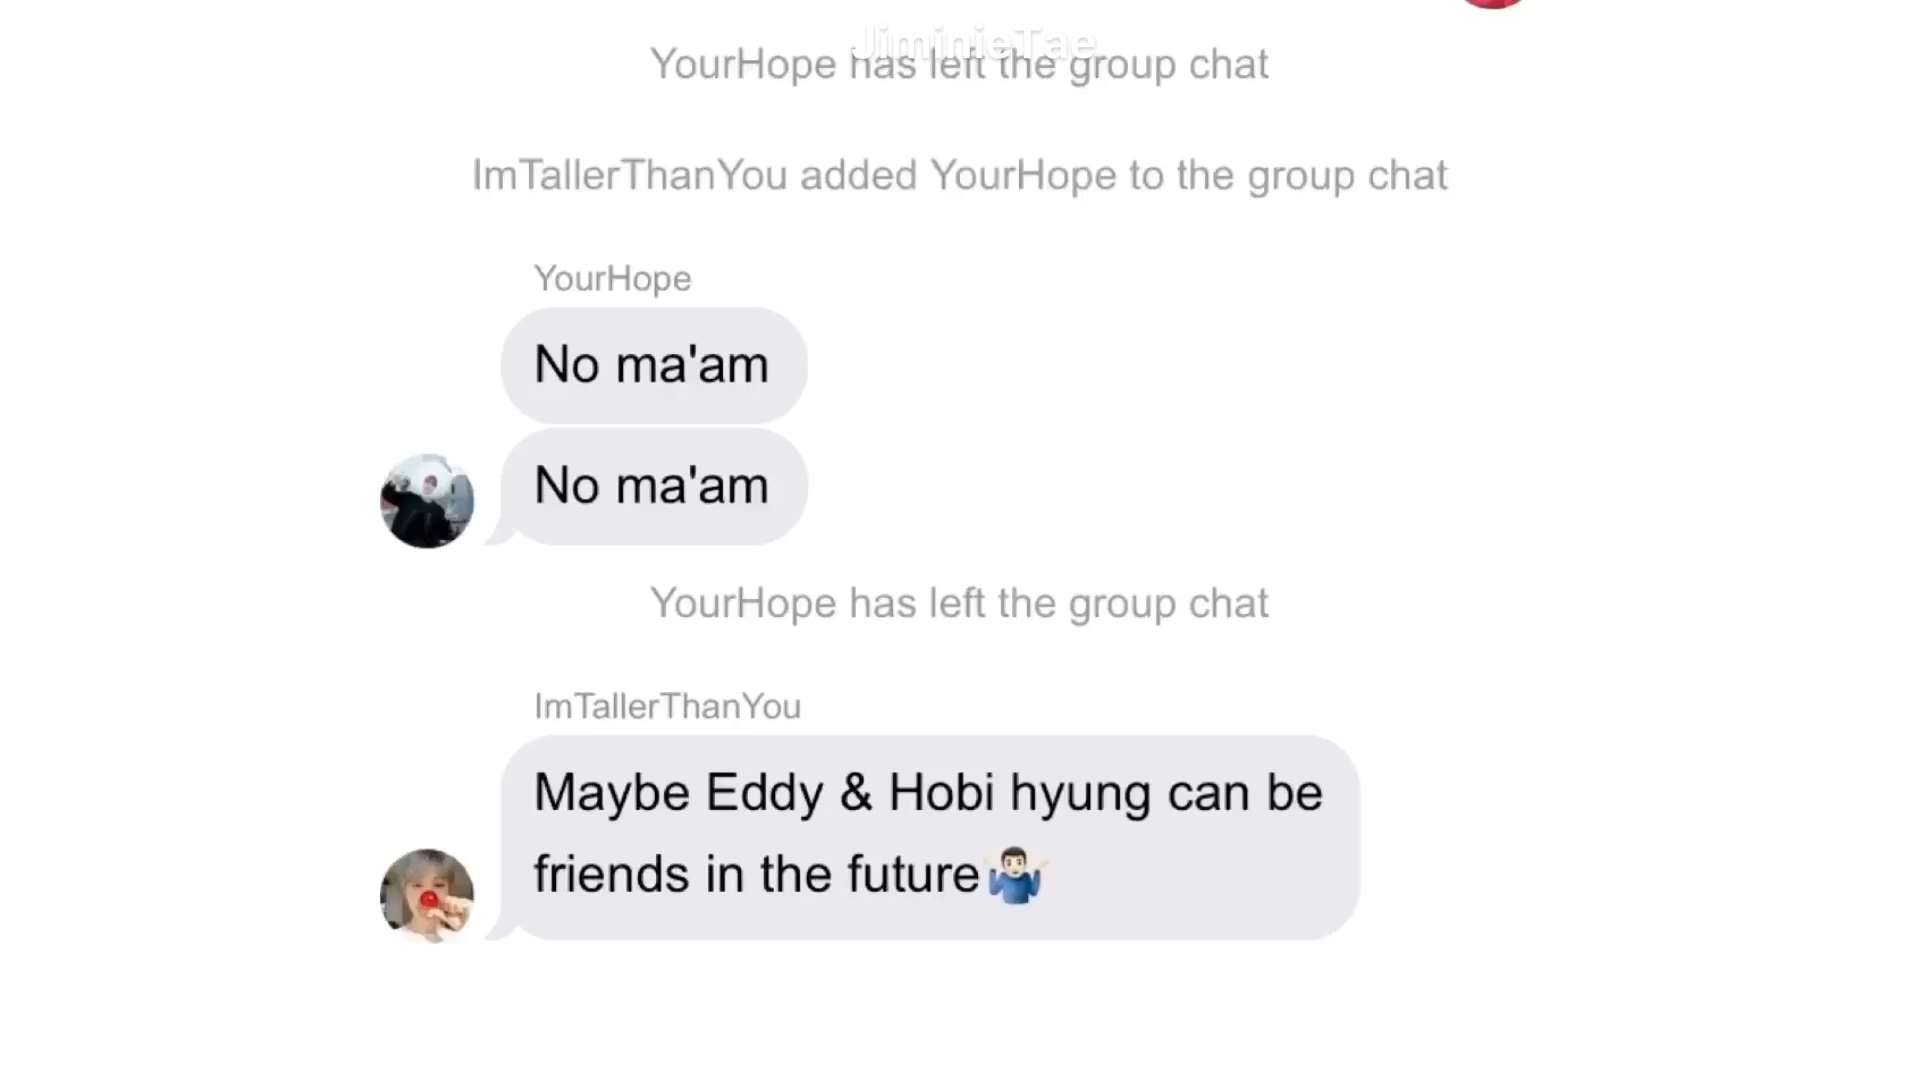 JiminieTae
YourHope has left the group chat
ImTallerThanYou added YourHope to the group chat
YourHope
No ma'am
No ma'am
YourHope has left the group chat
ImTallerThanYou
Maybe Eddy & Hobi hyung can be
friends in the future🤷🏻‍♂️